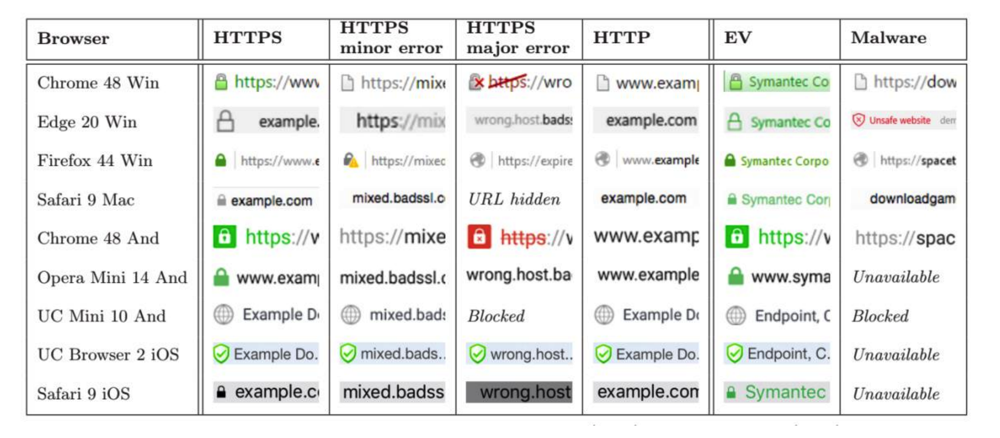 Browser HTTPS HTTPS minor error HTTPS major error HTTP EV Malware
Chrome 48 Win https://www https://mixe https://wro www.exam Symantec Co https://dow
Edge 20 Win example. https://mix wrong.host.bads example.com Symantec Co Unsafe website dem
Firefox 44 Win https://www.e https://mixed https://expire www.example Symantec Corpo https://spacet
Safari 9 Mac example.com mixed.badssl.c URL hidden example.com Symantec Cor downloadgam
Chrome 48 And https://w https://mixe https://w www.examp https://w https://spac
Opera Mini 14 And www.exam mixed.badssl.c wrong.host.ba www.example www.syma Unavailable
UC Mini 10 And Example D mixed.bads Blocked Example Do Endpoint, C Blocked
UC Browser 2 iOS Example Do. mixed.bads.. wrong.host.. Example Do. Endpoint, C. Unavailable
Safari 9 iOS example.c mixed.badss wrong.host example.com Symantec Unavailable